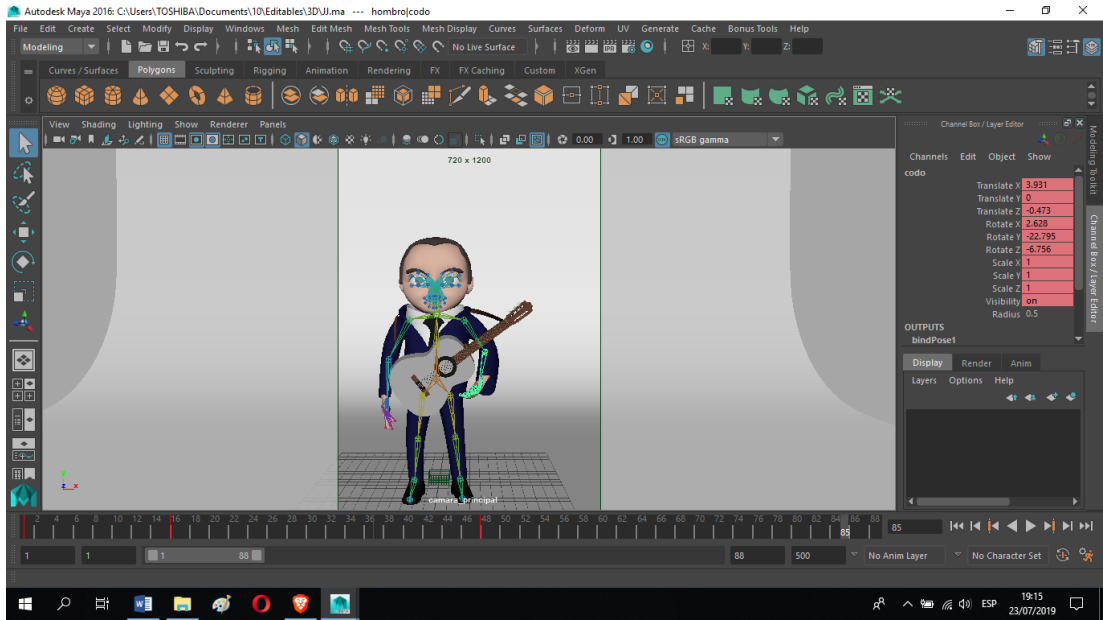 Autodesk Maya 2016: C:\Users\TOSHIBA\Documents\10\Editables\3D\JJ.ma --- hombro|codo
File Edit Create Select Modify Display Windows Mesh Edit Mesh Mesh Tools Mesh Display Curves Surfaces Deform UV Generate Cache Bonus Tools Help
Modeling No Live Surface X: Y: Z:
Curves / Surfaces Polygons Sculpting Rigging Animation Rendering FX FX Caching Custom XGen
View Shading Lighting Show Renderer Panels
0.00 1.00 sRGB gamma
Channel Box / Layer Editor
Channels Edit Object Show
codo
Translate X 3.931
Translate Y 0
Translate Z -0.473
Rotate X 2.628
Rotate Y -22.795
Rotate Z -6.756
Scale X 1
Scale Y 1
Scale Z 1
Visibility on
Radius 0.5
OUTPUTS
bindPose1
Display Render Anim
Layers Options Help
Modeling Toolkit
Channel Box / Layer Editor
720 x 1200
camara_principal
y
z x
2 4 6 8 10 12 14 16 18 20 22 24 26 28 30 32 34 36 38 40 42 44 46 48 50 52 54 56 58 60 62 64 66 68 70 72 74 76 78 80 82 84 86 88
85
85
1 1 1 88 88 500 No Anim Layer No Character Set
ESP
19:15
23/07/2019